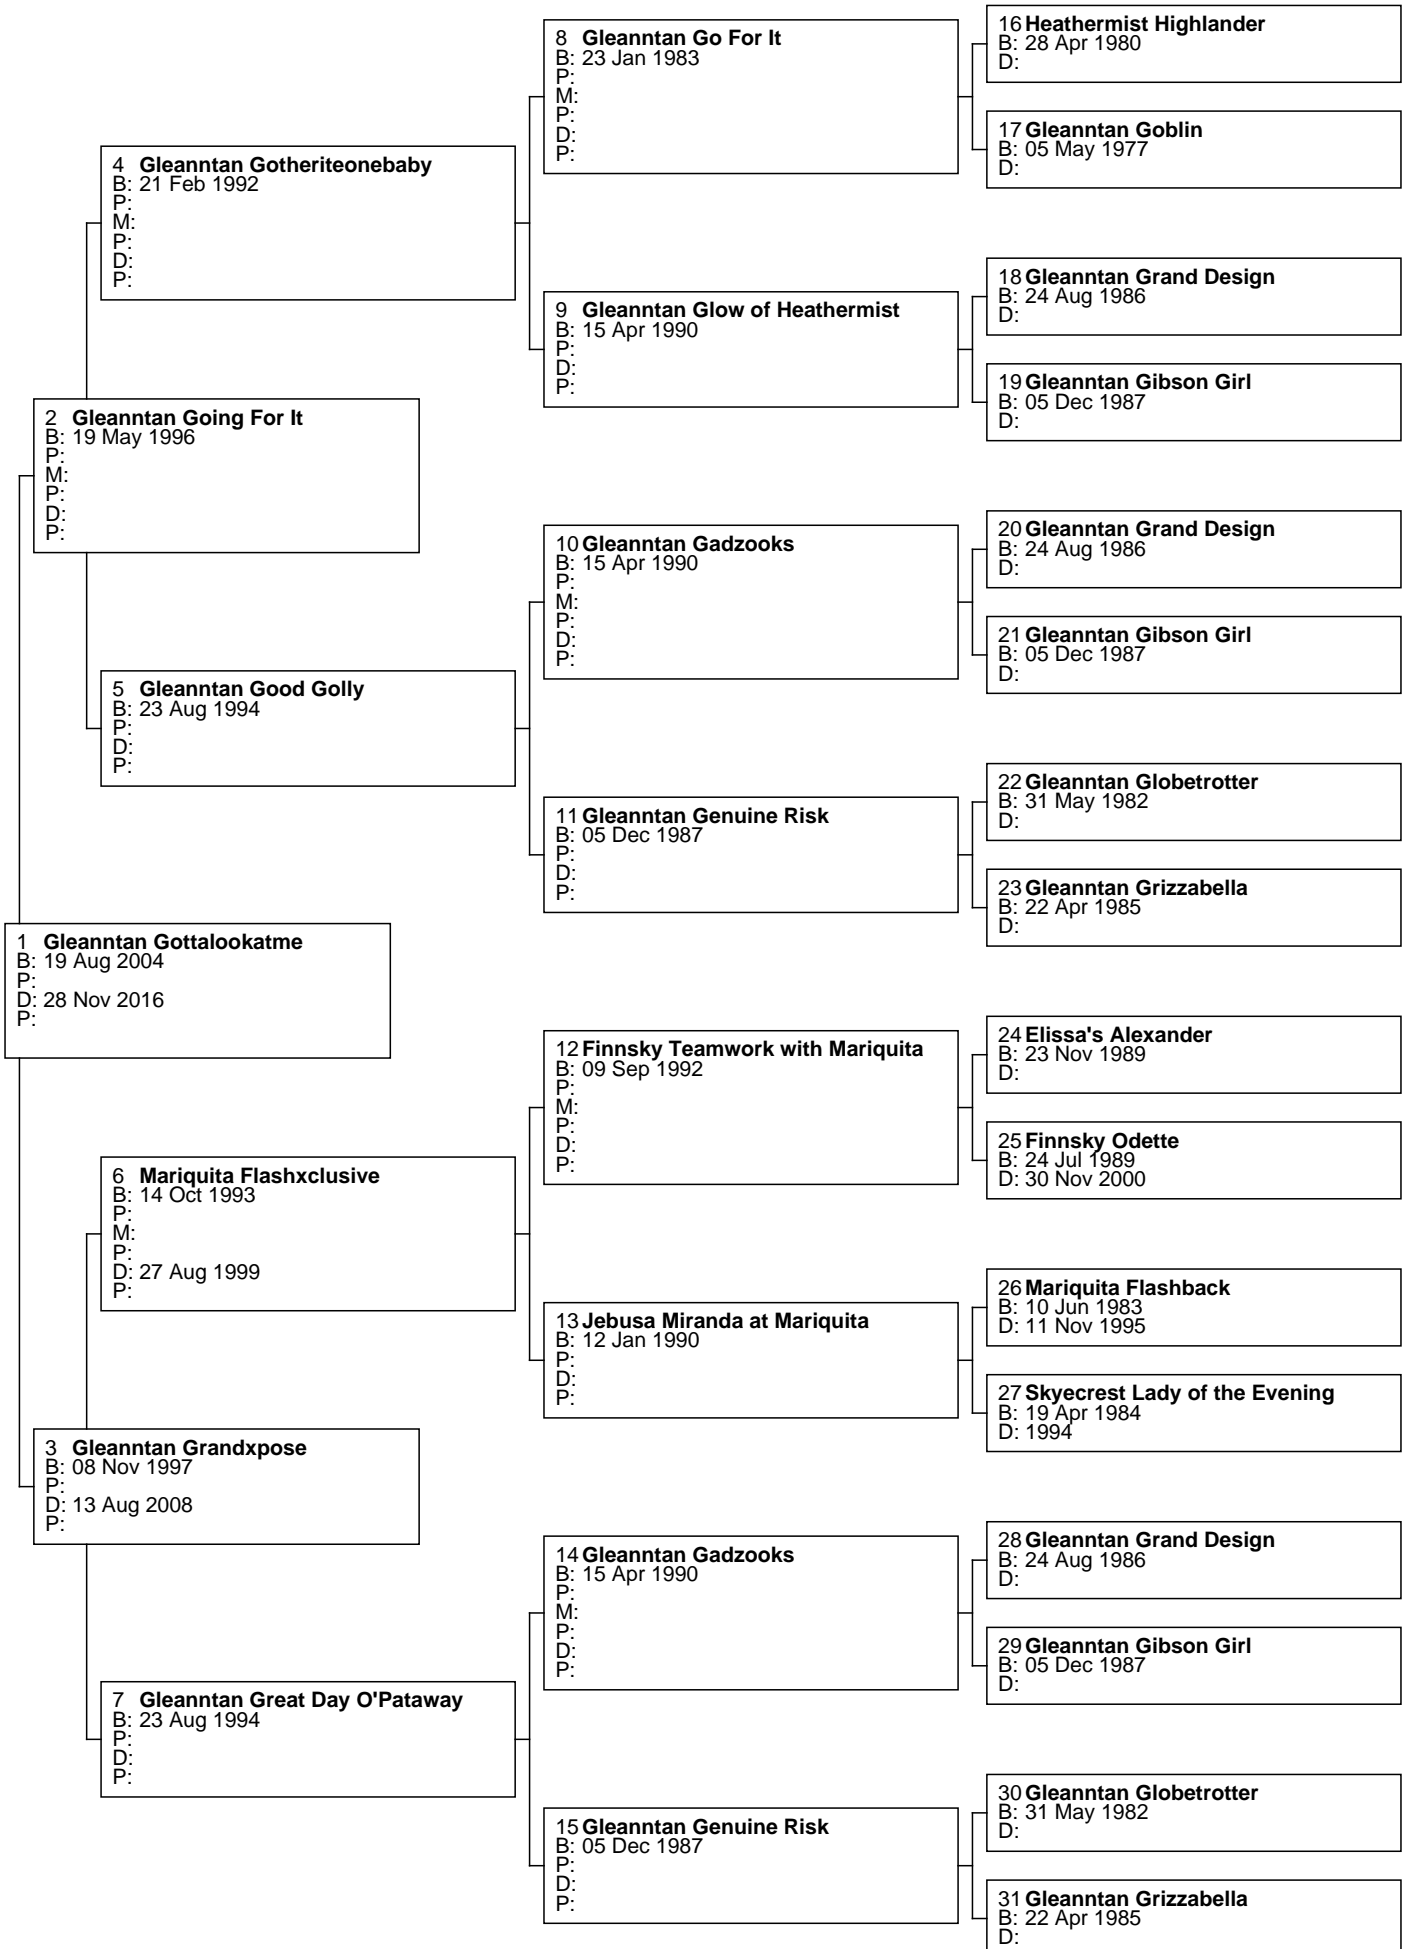 8 Gleanntan Go For It
B: 23 Jan 1983
P:
M:
P:
D:
P:
16 Heathermist Highlander
B: 28 Apr 1980
D:
17 Gleanntan Goblin
B: 05 May 1977
D:
4 Gleanntan Gotheriteonebaby
B: 21 Feb 1992
P:
M:
P:
D:
P:
18 Gleanntan Grand Design
B: 24 Aug 1986
D:
9 Gleanntan Glow of Heathermist
B: 15 Apr 1990
P:
D:
P:
19 Gleanntan Gibson Girl
B: 05 Dec 1987
D:
2 Gleanntan Going For It
B: 19 May 1996
P:
M:
P:
D:
P:
20 Gleanntan Grand Design
B: 24 Aug 1986
D:
10 Gleanntan Gadzooks
B: 15 Apr 1990
P:
M:
P:
D:
P:
21 Gleanntan Gibson Girl
B: 05 Dec 1987
D:
5 Gleanntan Good Golly
B: 23 Aug 1994
P:
D:
P:
22 Gleanntan Globetrotter
B: 31 May 1982
D:
11 Gleanntan Genuine Risk
B: 05 Dec 1987
P:
D:
P:
23 Gleanntan Grizzabella
B: 22 Apr 1985
D:
1 Gleanntan Gottalookatme
B: 19 Aug 2004
P:
D: 28 Nov 2016
P:
24 Elissa's Alexander
B: 23 Nov 1989
D:
12 Finnsky Teamwork with Mariquita
B: 09 Sep 1992
P:
M:
P:
D:
P:
25 Finnsky Odette
B: 24 Jul 1989
D: 30 Nov 2000
6 Mariquita Flashxclusive
B: 14 Oct 1993
P:
M:
P:
D: 27 Aug 1999
P:
26 Mariquita Flashback
B: 10 Jun 1983
D: 11 Nov 1995
13 Jebusa Miranda at Mariquita
B: 12 Jan 1990
P:
D:
P:
27 Skyecrest Lady of the Evening
B: 19 Apr 1984
D: 1994
3 Gleanntan Grandxpose
B: 08 Nov 1997
P:
D: 13 Aug 2008
P:
28 Gleanntan Grand Design
B: 24 Aug 1986
D:
14 Gleanntan Gadzooks
B: 15 Apr 1990
P:
M:
P:
D:
P:
29 Gleanntan Gibson Girl
B: 05 Dec 1987
D:
7 Gleanntan Great Day O'Pataway
B: 23 Aug 1994
P:
D:
P:
30 Gleanntan Globetrotter
B: 31 May 1982
D:
15 Gleanntan Genuine Risk
B: 05 Dec 1987
P:
D:
P:
31 Gleanntan Grizzabella
B: 22 Apr 1985
D: